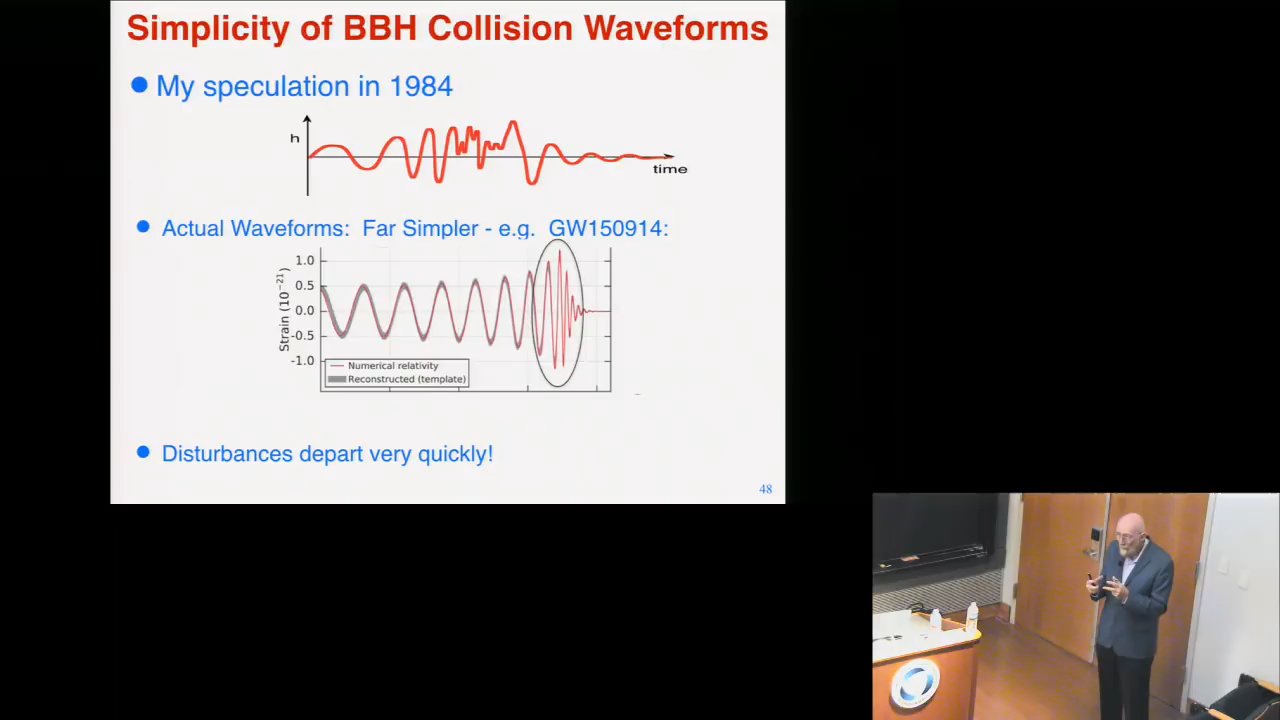 Simplicity of BBH Collision Waveforms
My speculation in 1984
h
time
Actual Waveforms: Far Simpler - e.g. GW150914:
Strain (10⁻²¹)
1.0
0.5
0.0
-0.5
-1.0
Numerical relativity
Reconstructed (template)
Disturbances depart very quickly!
48